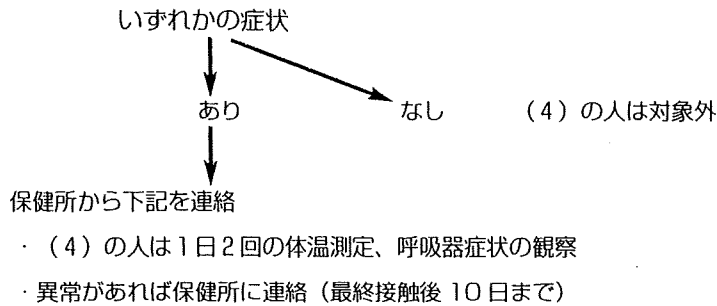 いずれかの症状
あり
なし
（4）の人は対象外
保健所から下記を連絡
・（4）の人は1日2回の体温測定、呼吸器症状の観察
・異常があれば保健所に連絡（最終接触後 10 日まで）